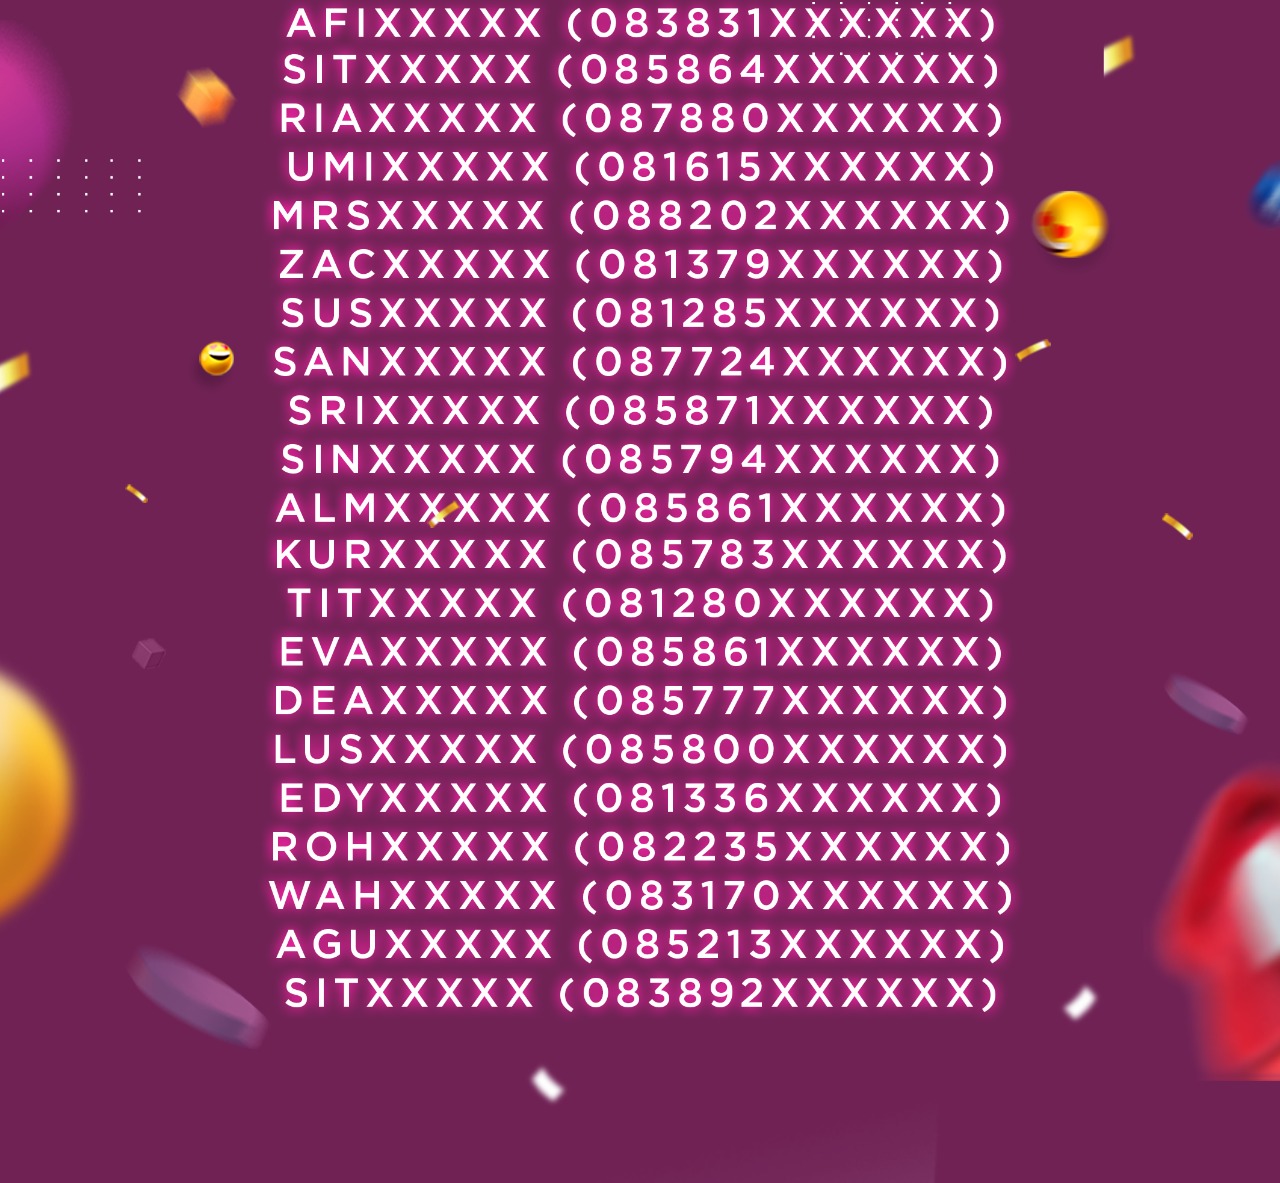 AFIXXXXX (083831XXXXXX)
SITXXXXX (085864XXXXXX)
RIAXXXXX (087880XXXXXX)
UMIXXXXX (081615XXXXXX)
MRSXXXXX (088202XXXXXX)
ZACXXXXX (081379XXXXXX)
SUSXXXXX (081285XXXXXX)
SANXXXXX (087724XXXXXX)
SRIXXXXX (085871XXXXXX)
SINXXXXX (085794XXXXXX)
ALMXXXXX (085861XXXXXX)
KURXXXXX (085783XXXXXX)
TITXXXXX (081280XXXXXX)
EVAXXXXX (085861XXXXXX)
DEAXXXXX (085777XXXXXX)
LUSXXXXX (085800XXXXXX)
EDYXXXXX (081336XXXXXX)
ROHXXXXX (082235XXXXXX)
WAHXXXXX (083170XXXXXX)
AGUXXXXX (085213XXXXXX)
SITXXXXX (083892XXXXXX)